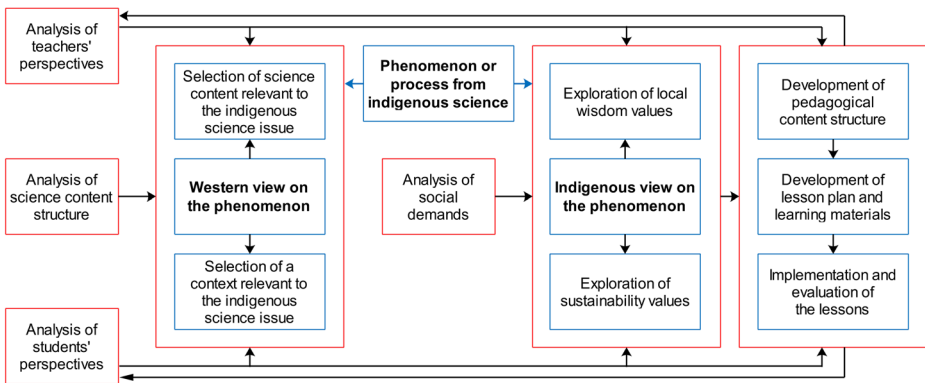 Analysis of
teachers'
perspectives
Selection of science
content relevant to
the indigenous
science issue
Phenomenon or
process from
indigenous science
Exploration of local
wisdom values
Development of
pedagogical
content structure
Analysis of
science content
structure
Western view on
the phenomenon
Analysis of
social
demands
Indigenous view on
the phenomenon
Development of
lesson plan and
learning materials
Selection of a
context relevant to
the indigenous
science issue
Exploration of
sustainability values
Implementation and
evaluation of
the lessons
Analysis of
students'
perspectives